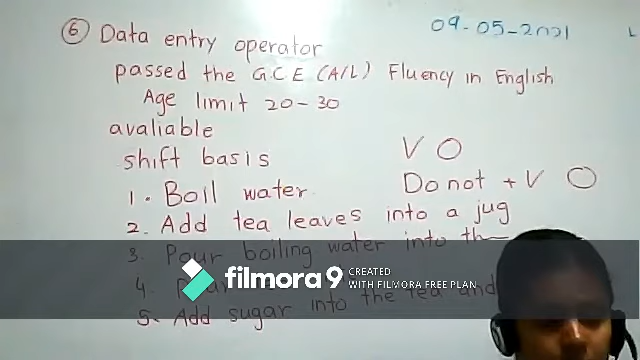 09-05-2021 L
⑥ Data entry operator
passed the G.C.E (A/L) Fluency in English
Age limit 20-30
avaliable
shift basis
V O
1. Boil water.
Do not + V O
2. Add tea leaves into a jug
3. Pour boiling water into
4.
5. Add sugar into the tea and
filmora 9 CREATED
WITH FILMORA FREE PLAN